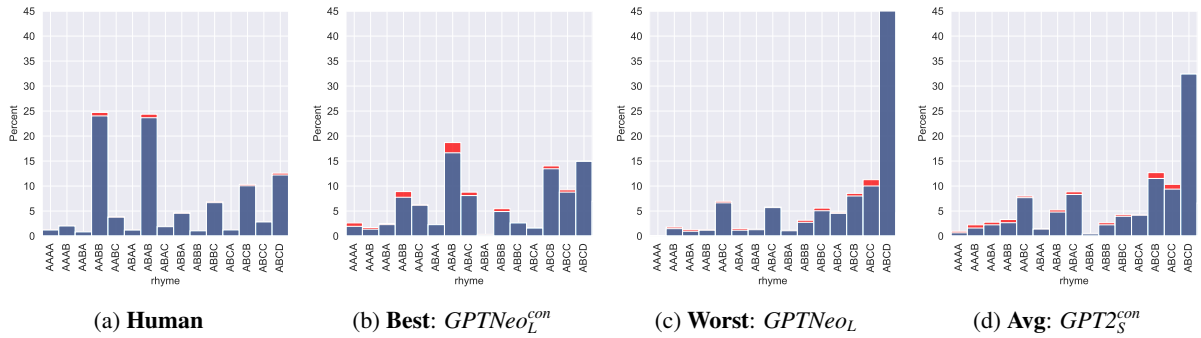 45
40
35
30
25
20
15
10
5
0
Percent
AAAA
AAAB
AABA
AABB
AABC
ABAA
ABAB
ABAC
ABBA
ABBB
ABBC
ABCA
ABCB
ABCC
ABCD
rhyme
(a) Human
45
40
35
30
25
20
15
10
5
0
Percent
AAAA
AAAB
AABA
AABB
AABC
ABAA
ABAB
ABAC
ABBA
ABBB
ABBC
ABCA
ABCB
ABCC
ABCD
rhyme
(b) Best: GPTNeo_L^con
45
40
35
30
25
20
15
10
5
0
Percent
AAAA
AAAB
AABA
AABB
AABC
ABAA
ABAB
ABAC
ABBA
ABBB
ABBC
ABCA
ABCB
ABCC
ABCD
rhyme
(c) Worst: GPTNeo_L
45
40
35
30
25
20
15
10
5
0
Percent
AAAA
AAAB
AABA
AABB
AABC
ABAA
ABAB
ABAC
ABBA
ABBB
ABBC
ABCA
ABCB
ABCC
ABCD
rhyme
(d) Avg: GPT2_S^con